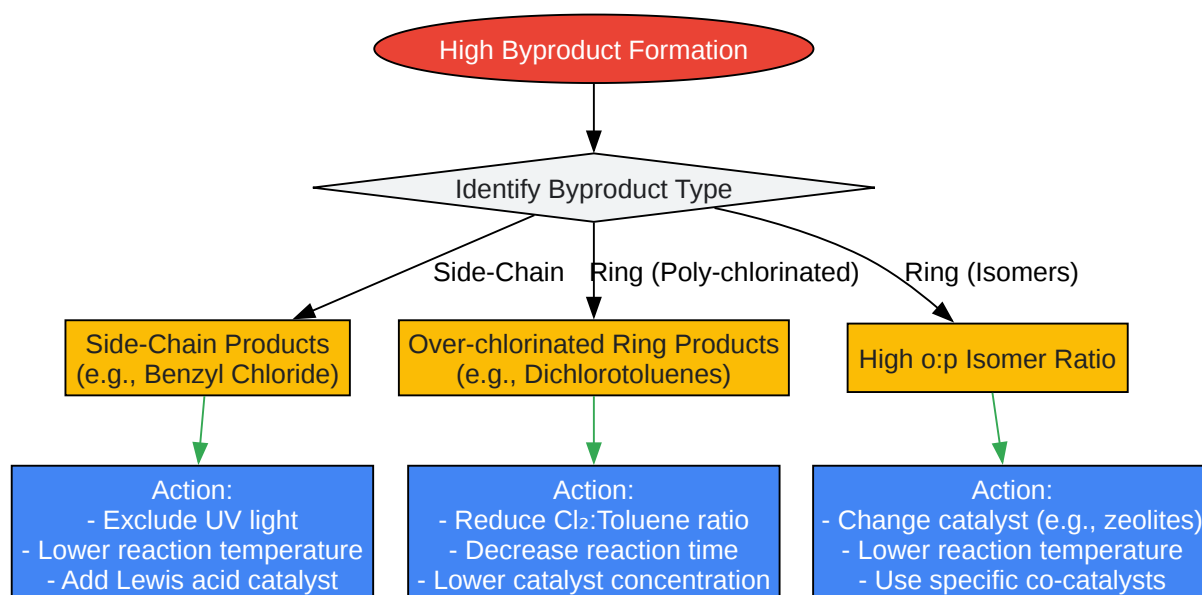 High Byproduct Formation
Identify Byproduct Type
Side-Chain
Ring (Poly-chlorinated)
Ring (Isomers)
Side-Chain Products
(e.g., Benzyl Chloride)
Over-chlorinated Ring Products
(e.g., Dichlorotoluenes)
High o:p Isomer Ratio
Action:
- Exclude UV light
- Lower reaction temperature
- Add Lewis acid catalyst
Action:
- Reduce Cl₂:Toluene ratio
- Decrease reaction time
- Lower catalyst concentration
Action:
- Change catalyst (e.g., zeolites)
- Lower reaction temperature
- Use specific co-catalysts